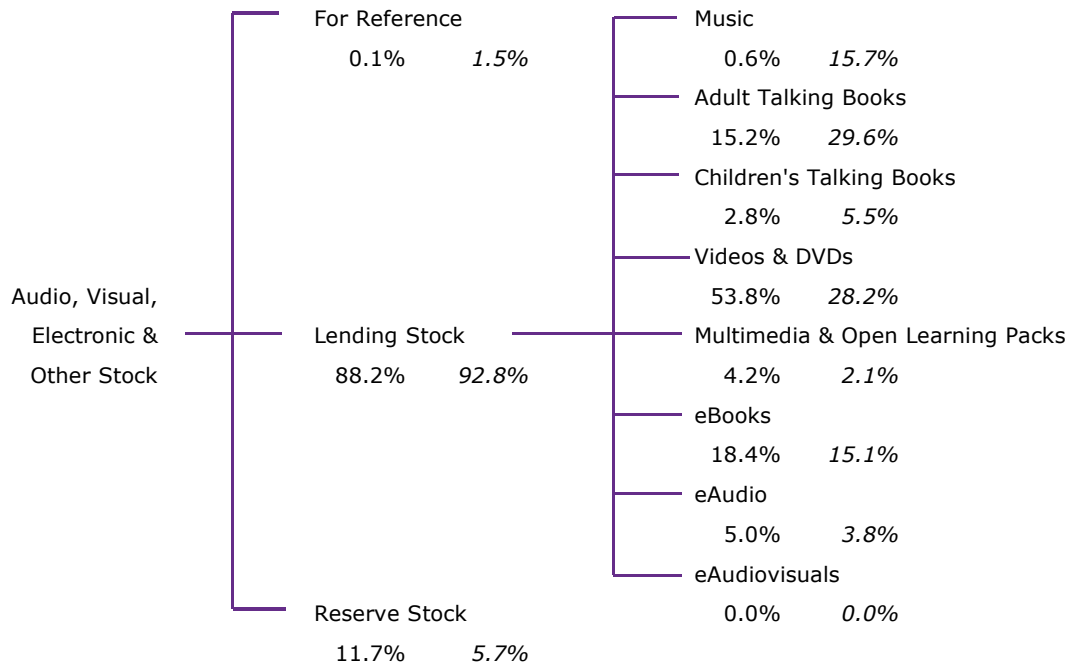 For Reference
0.1% 1.5%
Audio, Visual,
Electronic &
Other Stock
Lending Stock
88.2% 92.8%
Reserve Stock
11.7% 5.7%
Music
0.6% 15.7%
Adult Talking Books
15.2% 29.6%
Children's Talking Books
2.8% 5.5%
Videos & DVDs
53.8% 28.2%
Multimedia & Open Learning Packs
4.2% 2.1%
eBooks
18.4% 15.1%
eAudio
5.0% 3.8%
eAudiovisuals
0.0% 0.0%